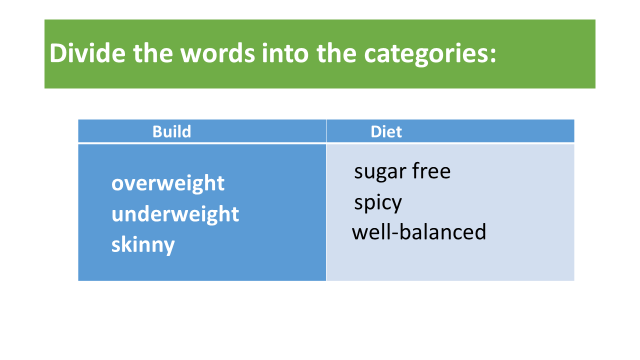 Divide the words into the categories:
Build
Diet
overweight
underweight
skinny
sugar free
spicy
well-balanced